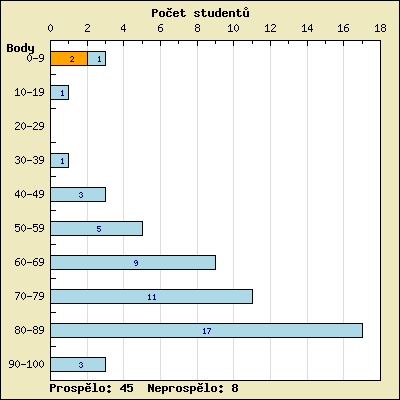 Počet studentů
0 2 4 6 8 10 12 14 16 18
Body
0-9 2 1
10-19 1
20-29
30-39 1
40-49 3
50-59 5
60-69 9
70-79 11
80-89 17
90-100 3
Prospělo: 45 Neprospělo: 8